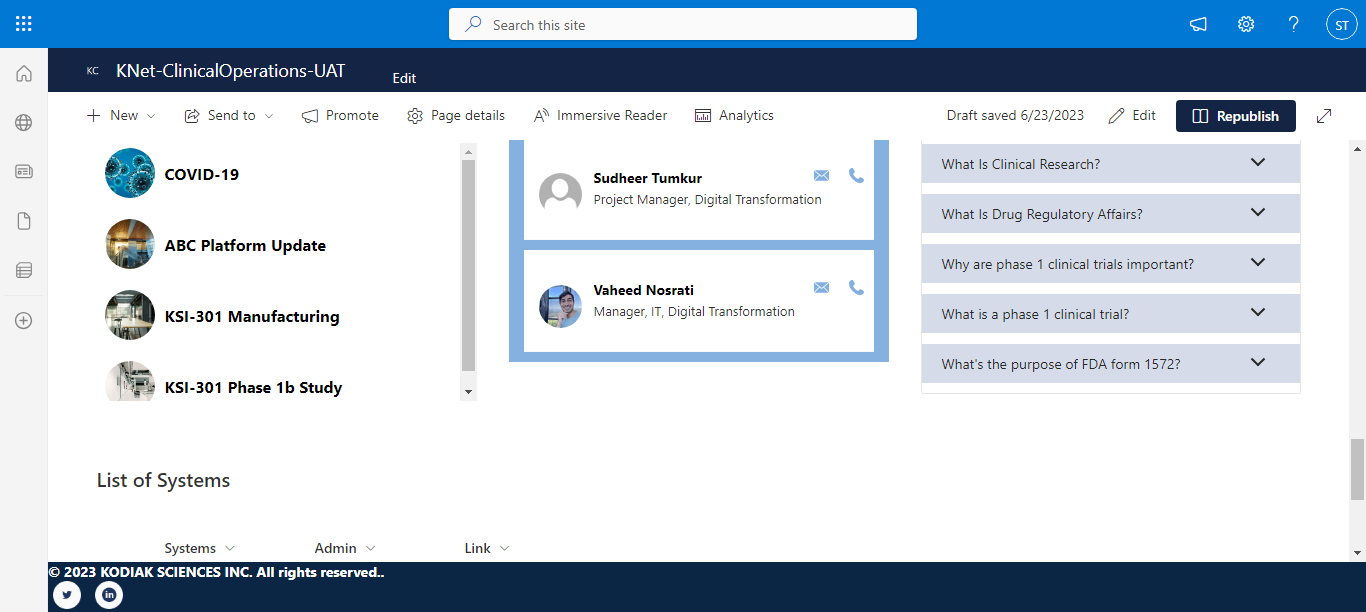 Search this site
ST
KC KNet-ClinicalOperations-UAT Edit
New Send to Promote Page details Immersive Reader Analytics Draft saved 6/23/2023 Edit Republish
COVID-19
ABC Platform Update
KSI-301 Manufacturing
KSI-301 Phase 1b Study
Sudheer Tumkur
Project Manager, Digital Transformation
Vaheed Nosrati
Manager, IT, Digital Transformation
What Is Clinical Research?
What Is Drug Regulatory Affairs?
Why are phase 1 clinical trials important?
What is a phase 1 clinical trial?
What's the purpose of FDA form 1572?
List of Systems
Systems Admin Link
© 2023 KODIAK SCIENCES INC. All rights reserved..